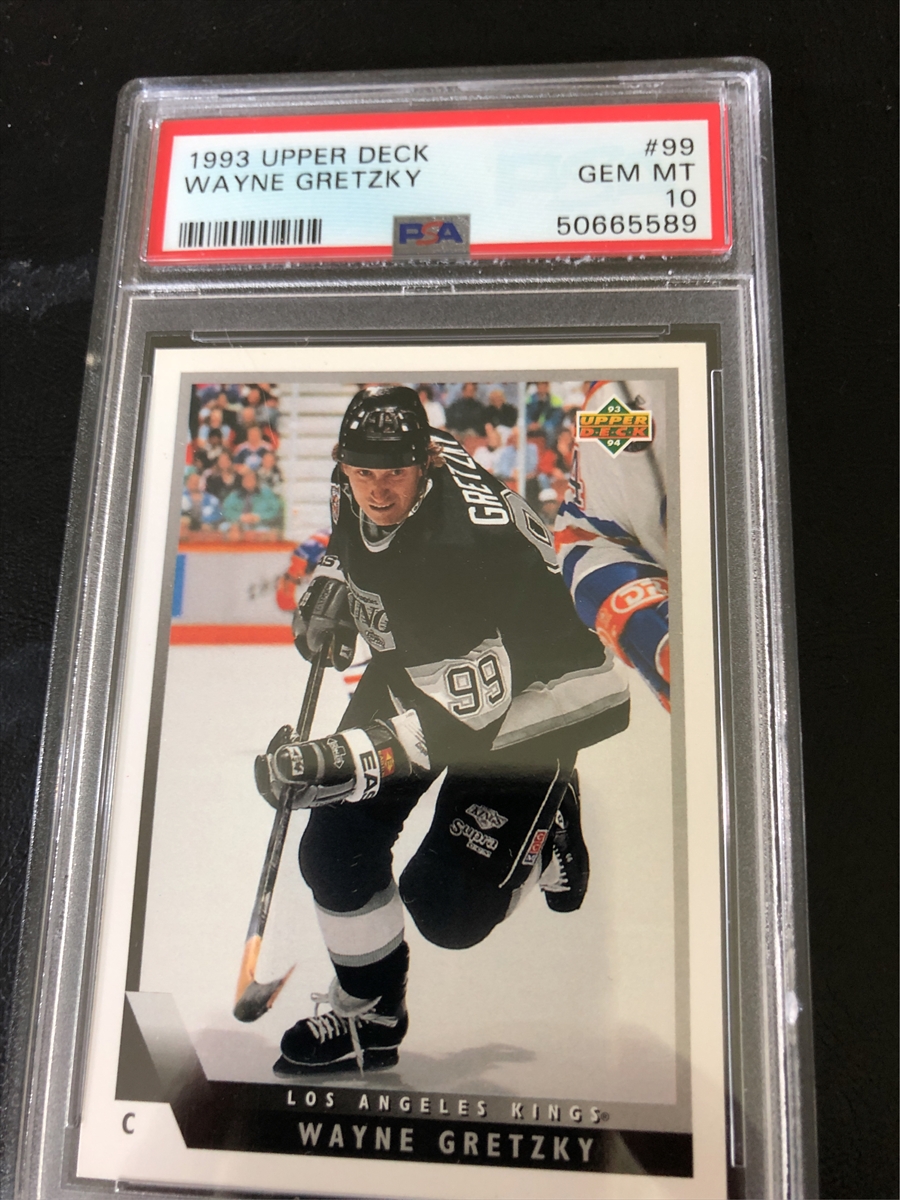 1993 UPPER DECK #99
WAYNE GRETZKY GEM MT
10
50665589
PSA
93
UPPER
DECK
94
GRETZKY
99
EAS
KINGS
Supra
LOS ANGELES KINGS®
C
WAYNE GRETZKY